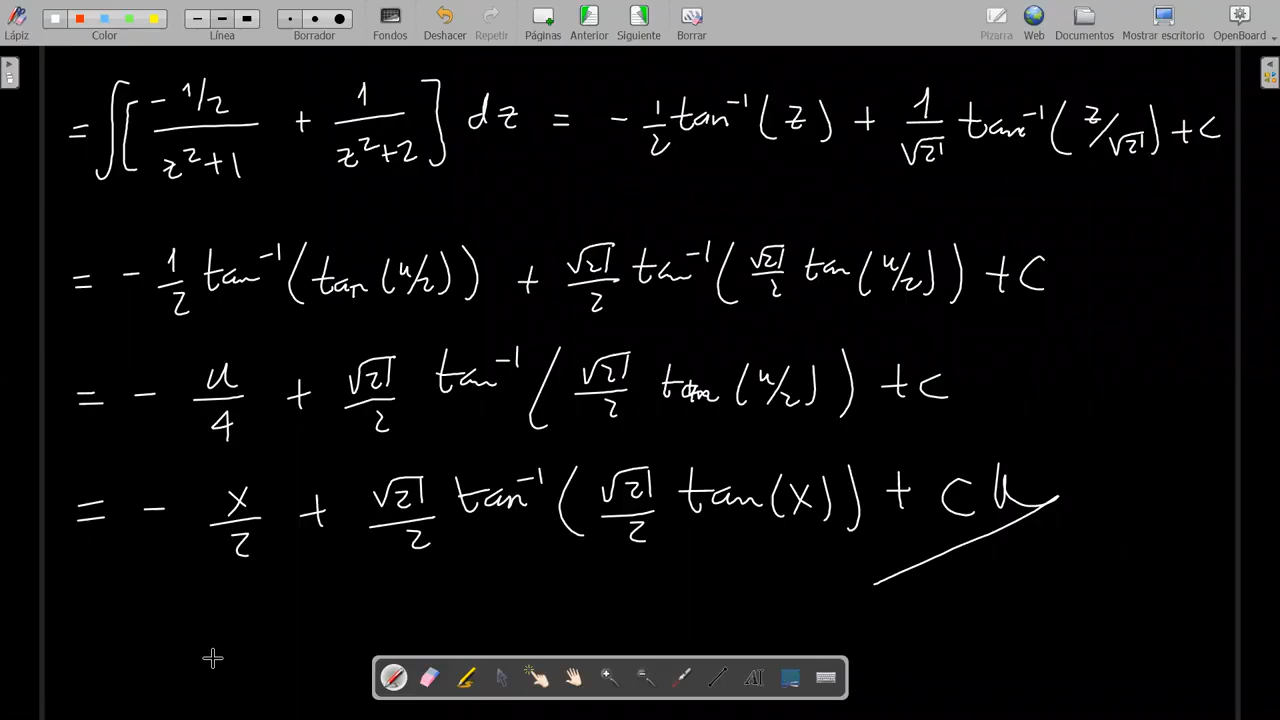 Lápiz Color Línea Borrador Fondos Deshacer Repetir Páginas Anterior Siguiente Borrar Pizarra Web Documentos Mostrar escritorio OpenBoard
= ∫[ (-1/2)/(z²+1) + 1/(z²+2) ] dz = - 1/2 tan⁻¹(z) + 1/√2 tan⁻¹(z/√2) + C
= - 1/2 tan⁻¹(tan(u/2)) + √2/2 tan⁻¹(√2/2 tan(u/2)) + C
= - u/4 + √2/2 tan⁻¹(√2/2 tan(u/2)) + C
= - x/2 + √2/2 tan⁻¹(√2/2 tan(x)) + C
AI